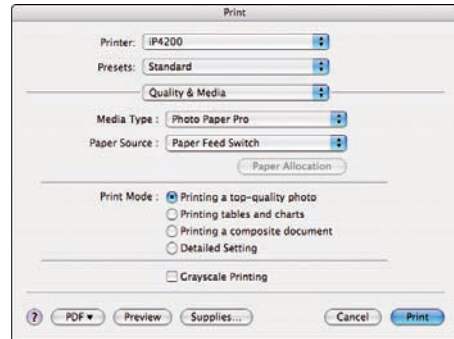 Print
Printer: iP4200
Presets: Standard
Quality & Media
Media Type : Photo Paper Pro
Paper Source : Paper Feed Switch
Paper Allocation
Print Mode : Printing a top-quality photo
Printing tables and charts
Printing a composite document
Detailed Setting
Grayscale Printing
? PDF ▾ Preview Supplies... Cancel Print